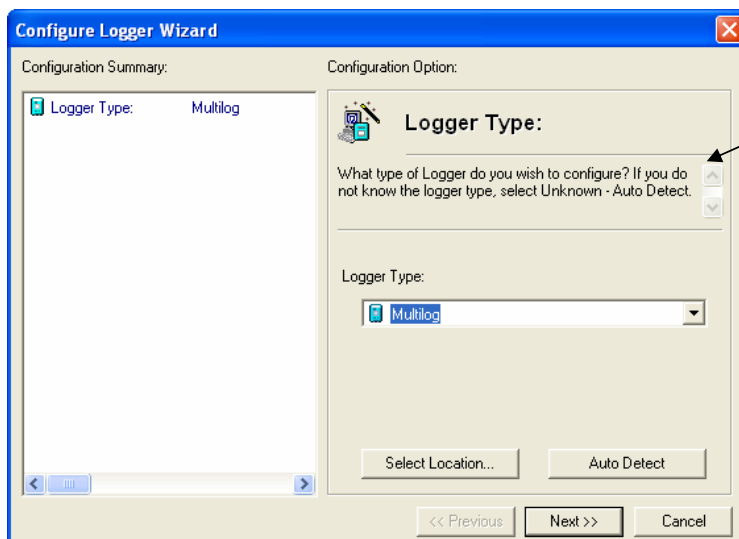 Configure Logger Wizard
Configuration Summary:
Configuration Option:
Logger Type: Multilog
Logger Type:
What type of Logger do you wish to configure? If you do
not know the logger type, select Unknown - Auto Detect.
Logger Type:
Multilog
Select Location...
Auto Detect
<< Previous
Next >>
Cancel